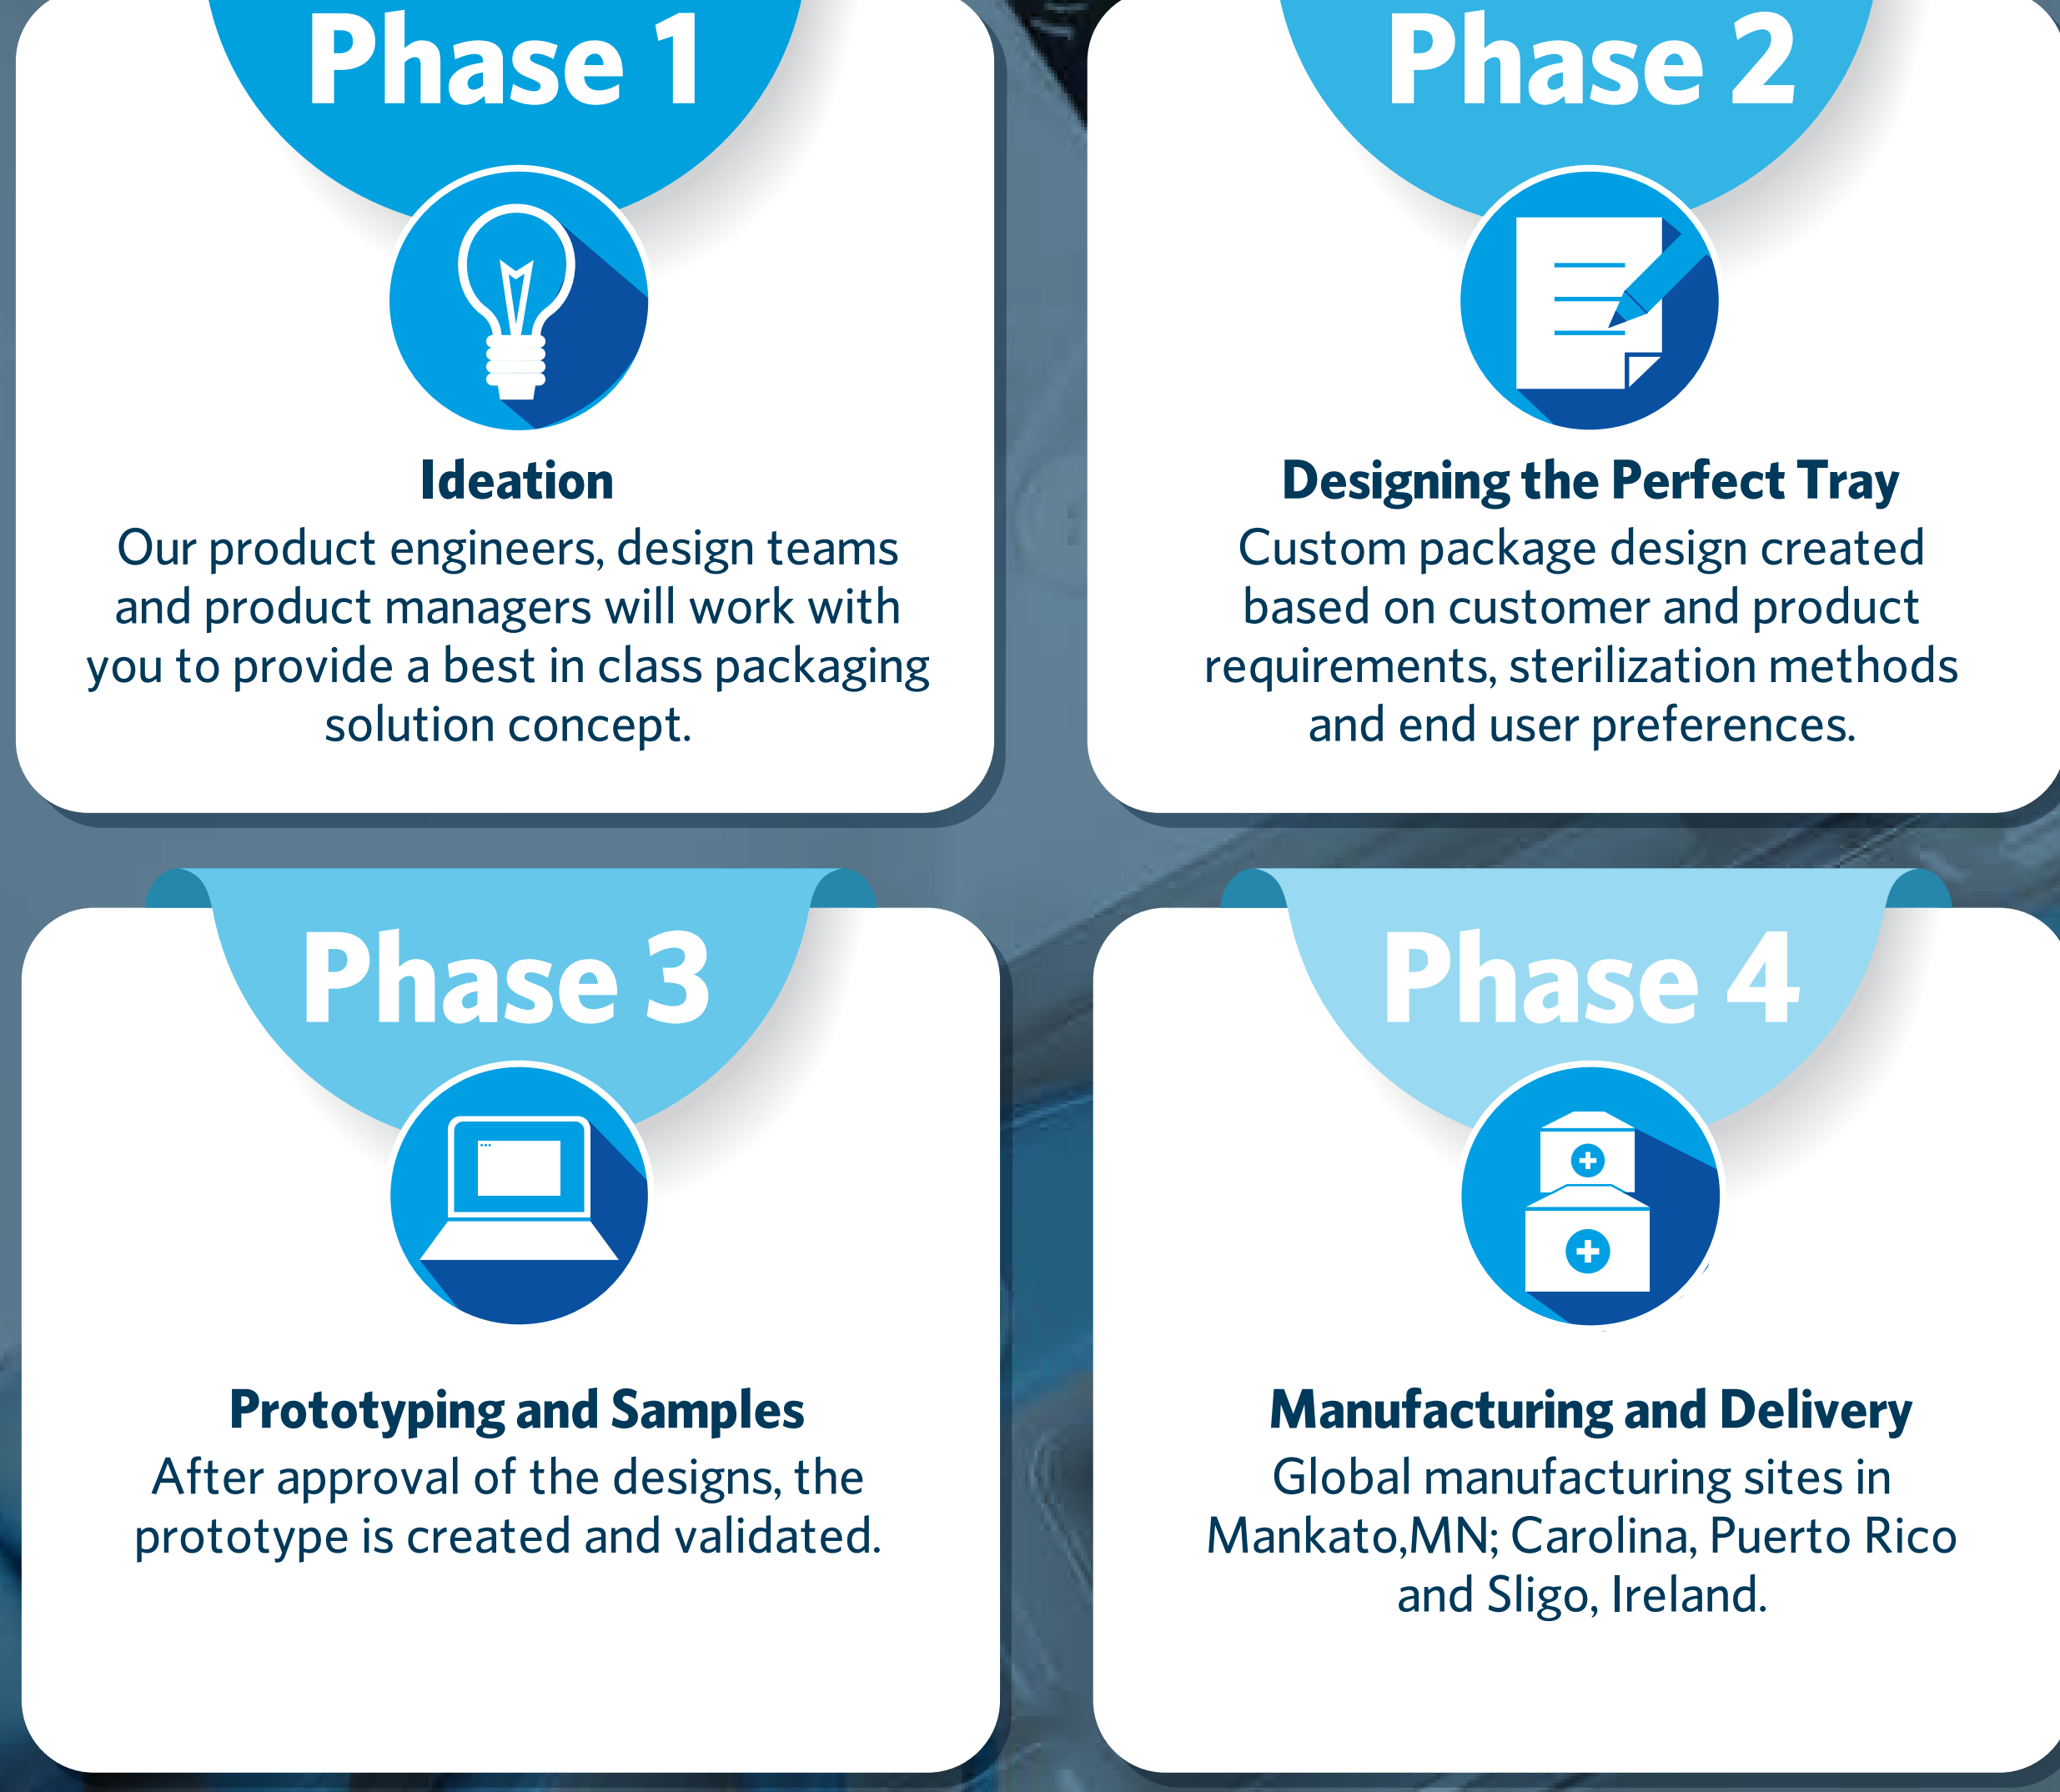 Phase 1
Ideation
Our product engineers, design teams
and product managers will work with
you to provide a best in class packaging
solution concept.
Phase 2
Designing the Perfect Tray
Custom package design created
based on customer and product
requirements, sterilization methods
and end user preferences.
Phase 3
Prototyping and Samples
After approval of the designs, the
prototype is created and validated.
Phase 4
Manufacturing and Delivery
Global manufacturing sites in
Mankato,MN; Carolina, Puerto Rico
and Sligo, Ireland.